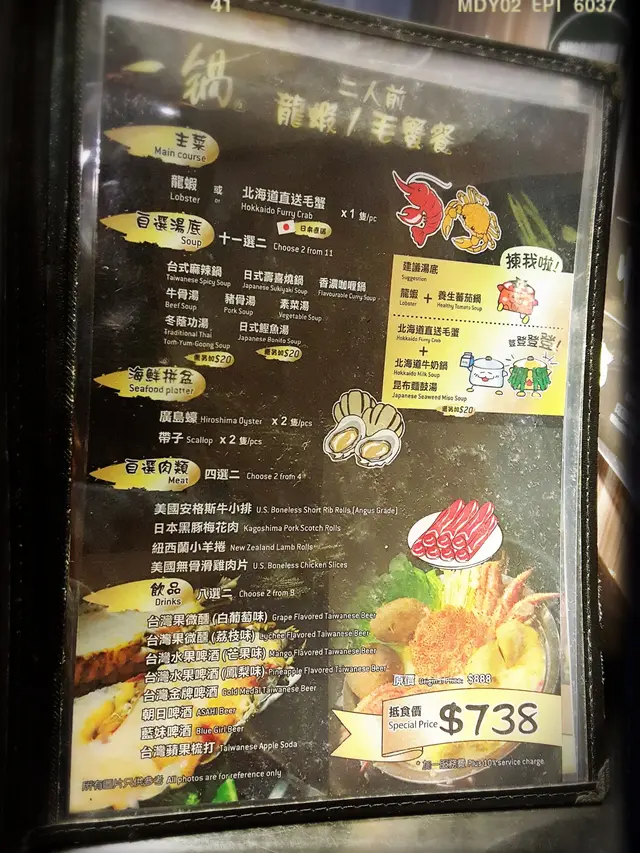 41
MDY02 EPI 6037
鍋
二人前
龍蝦/毛蟹餐
主菜
Main course
龍蝦 或 北海道直送毛蟹 x 1 隻/pc
Lobster or Hokkaido Furry Crab
日本直送
自選湯底
Soup
十一選二 Choose 2 from 11
台式麻辣鍋 日式壽喜燒鍋 香濃咖喱鍋
Taiwanese Spicy Soup Japanese Sukiyaki Soup Flavourable Curry Soup
牛骨湯 豬骨湯 素菜湯
Beef Soup Pork Soup Vegetable Soup
冬蔭功湯 日式鰹魚湯
Traditional Thai Tom-Yum-Goong Soup Japanese Bonito Soup
揀我啦!
建議湯底
Suggestion
龍蝦 + 養生蕃茄鍋
Lobster Healthy Tomato Soup
北海道直送毛蟹
Hokkaido Furry Crab
+
登登登!
北海道牛奶鍋
Hokkaido Milk Soup
昆布麵豉湯
Japanese Seaweed Miso Soup
海鮮拼盆
Seafood platter
廣島蠔 Hiroshima Oyster x 2 隻/pcs
帶子 Scallop x 2 隻/pcs
自選肉類
Meat
四選二 Choose 2 from 4
美國安格斯牛小排 U.S. Boneless Short Rib Rolls (Angus Grade)
日本黑豚梅花肉 Kagoshima Pork Scotch Rolls
紐西蘭小羊捲 New Zealand Lamb Rolls
美國無骨滑雞肉片 U.S. Boneless Chicken Slices
飲品
Drinks
八選二 Choose 2 from 8
台灣果微醺 (白葡萄味) Grape Flavored Taiwanese Beer
台灣果微醺 (荔枝味) Lychee Flavored Taiwanese Beer
台灣水果啤酒 (芒果味) Mango Flavored Taiwanese Beer
台灣水果啤酒 (鳳梨味) Pineapple Flavored Taiwanese Beer
台灣金牌啤酒 Gold Medal Taiwanese Beer
朝日啤酒 ASAHI Beer
藍妹啤酒 Blue Girl Beer
台灣蘋果梳打 Taiwanese Apple Soda
原價 Original Price: $888
抵食價
Special Price $738
* 加一服務費 Plus 10% service charge
所有圖片只供參考 All photos are for reference only